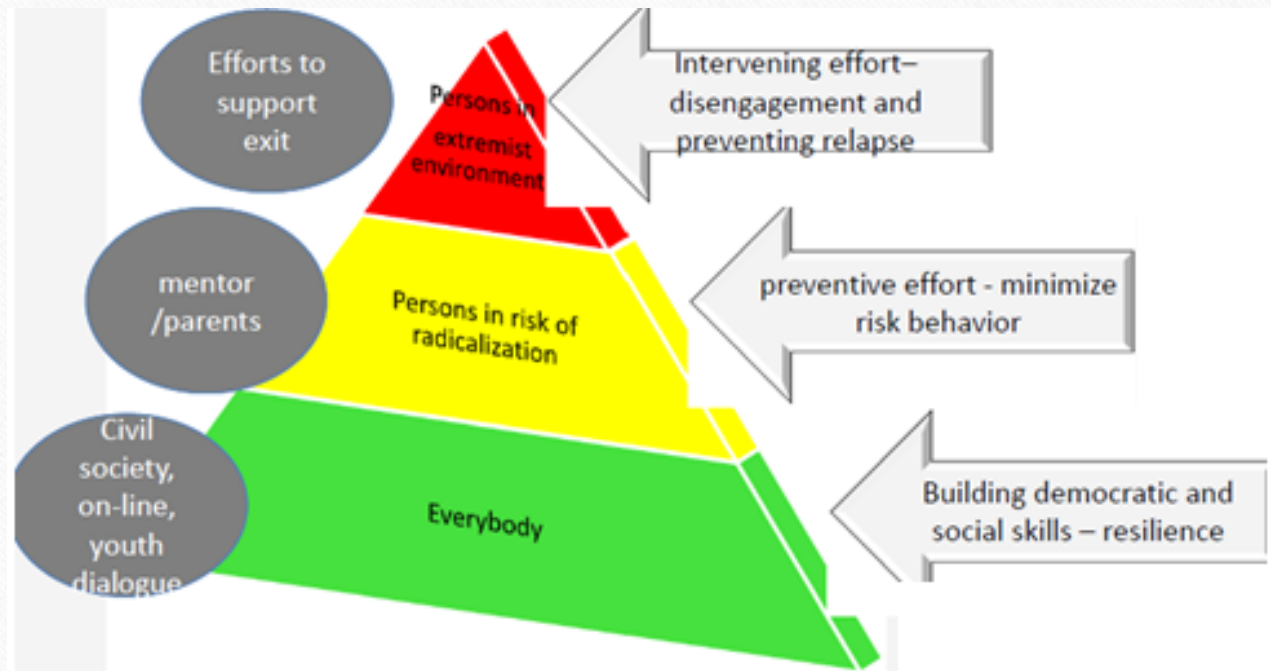 Efforts to
support
exit
Persons in
extremist
environment
Intervening effort–
disengagement and
preventing relapse
mentor
/parents
Persons in risk of
radicalization
preventive effort - minimize
risk behavior
Civil
society,
on-line,
youth
dialogue
Everybody
Building democratic and
social skills – resilience